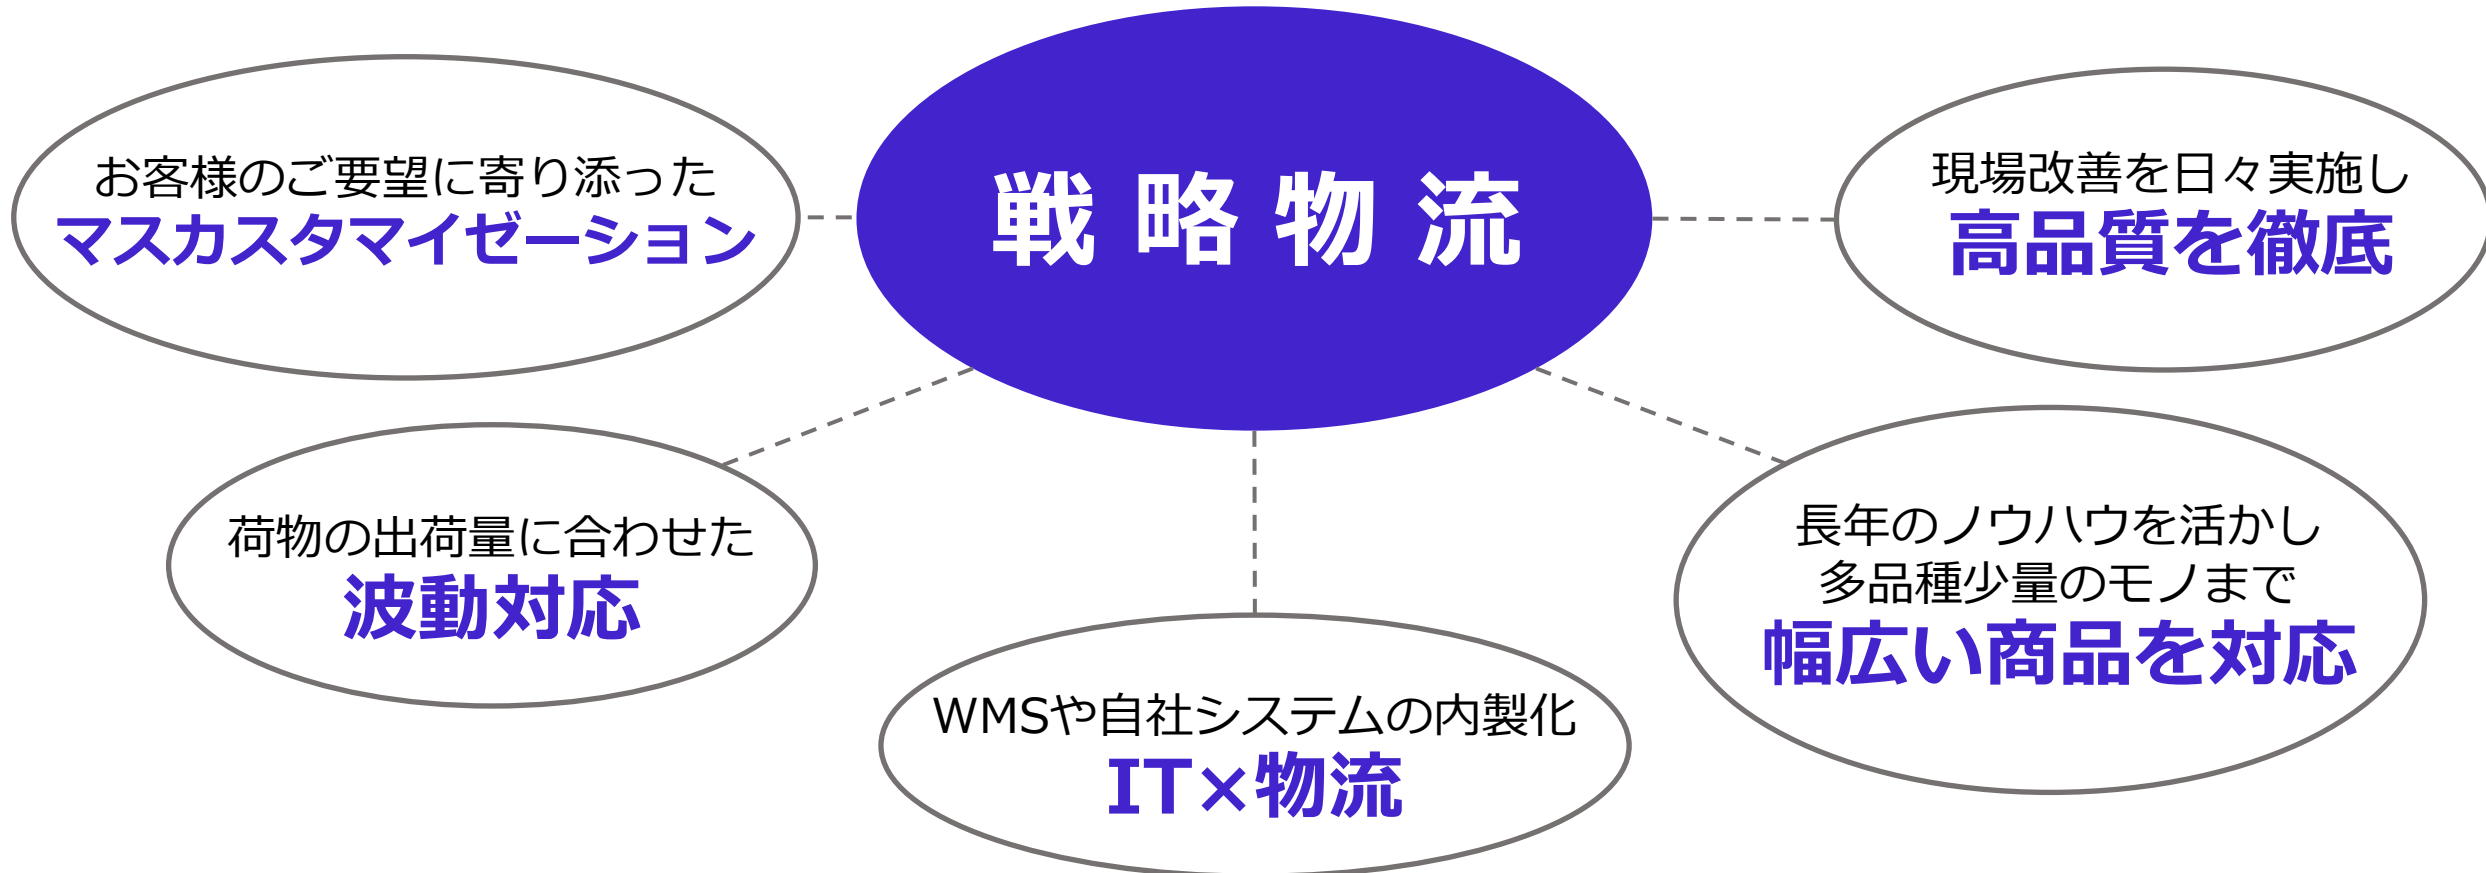 戦略物流
お客様のご要望に寄り添った
マスカスタマイゼーション
現場改善を日々実施し
高品質を徹底
荷物の出荷量に合わせた
波動対応
長年のノウハウを活かし
多品種少量のモノまで
幅広い商品を対応
WMSや自社システムの内製化
IT×物流